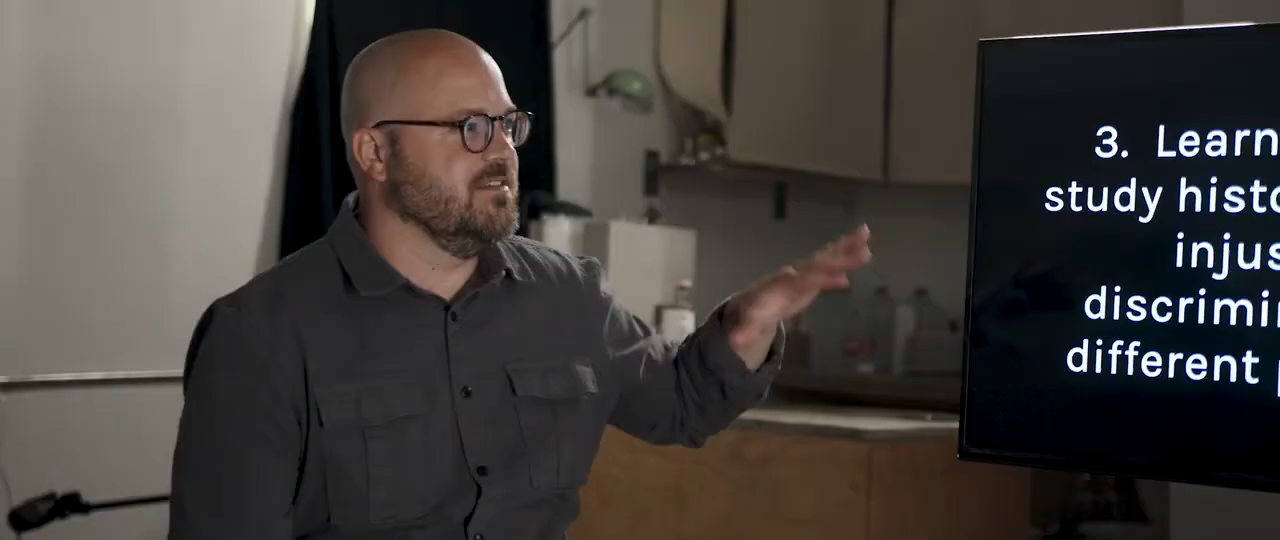 3. Learn
study histo
injus
discrimi
different